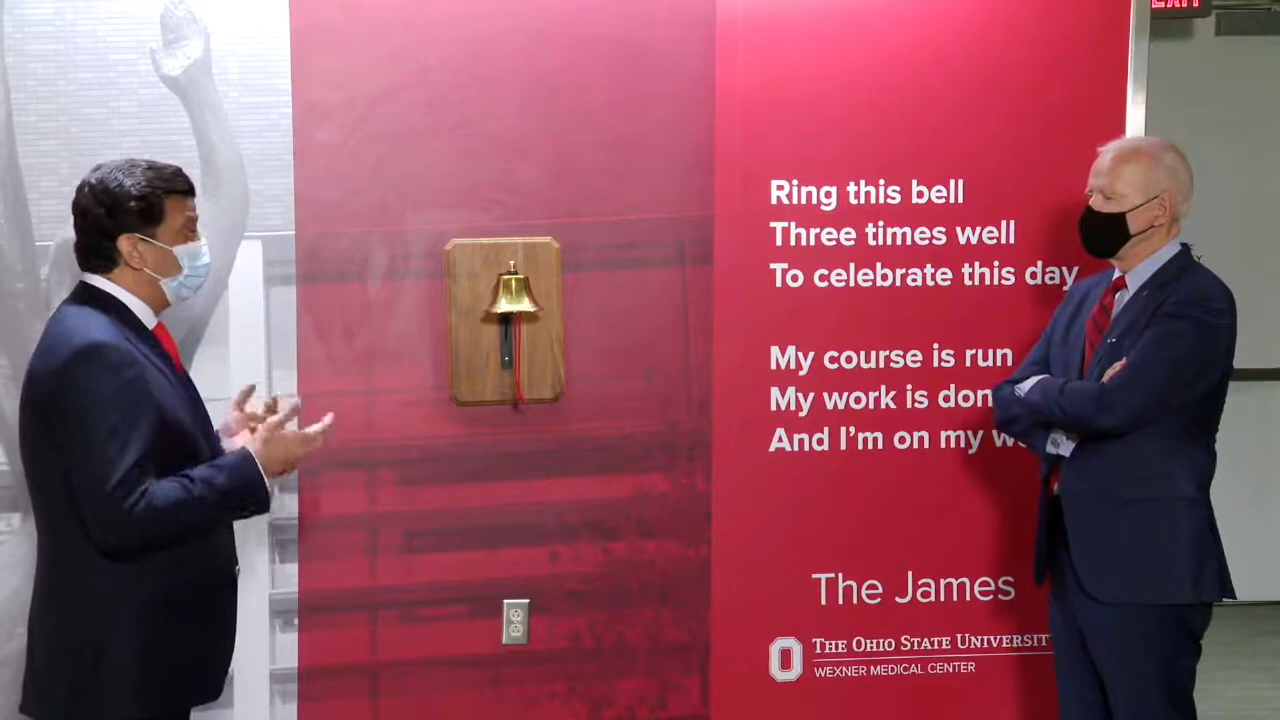 EXIT
Ring this bell
Three times well
To celebrate this day
My course is run
My work is don
And I'm on my w
The James
THE OHIO STATE UNIVERSIT
WEXNER MEDICAL CENTER